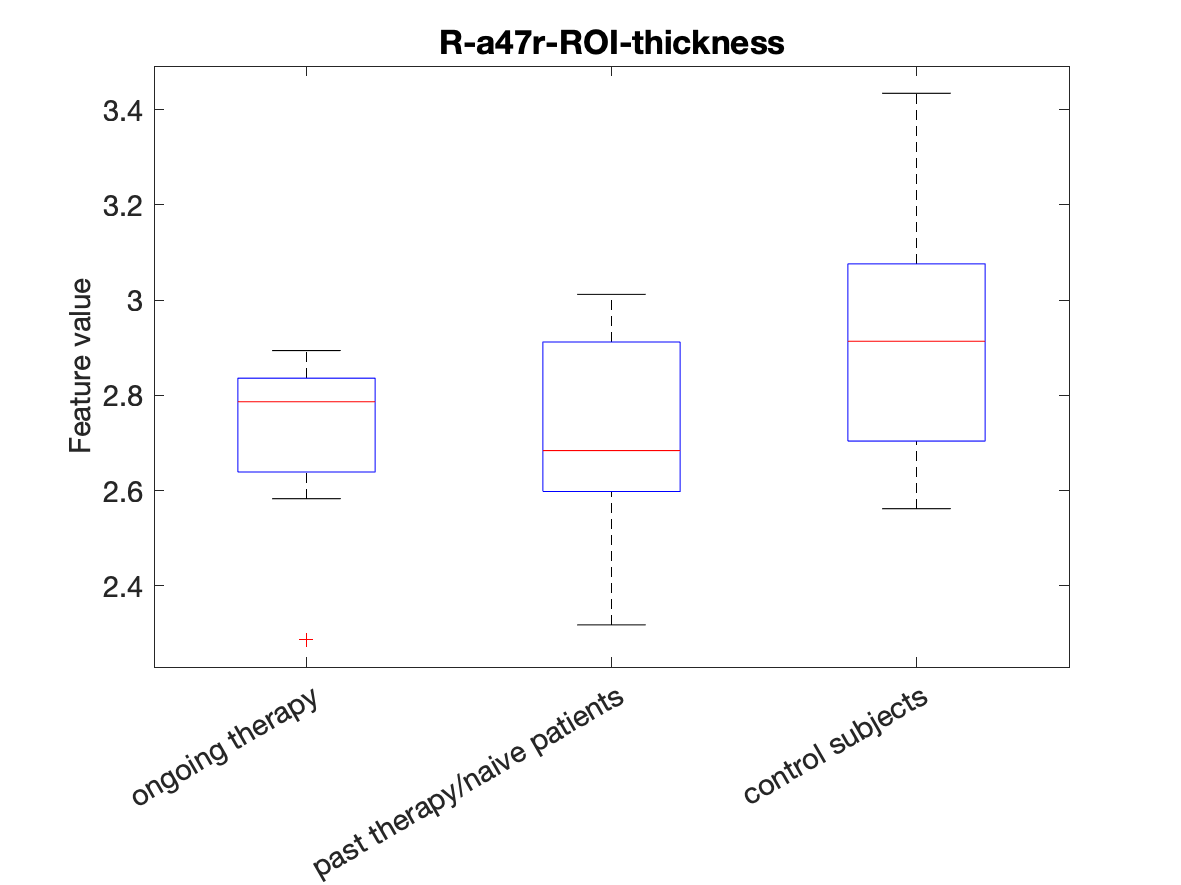 R-a47r-ROI-thickness
3.4
3.2
3
2.8
2.6
2.4
Feature value
ongoing therapy
past therapy/naive patients
control subjects